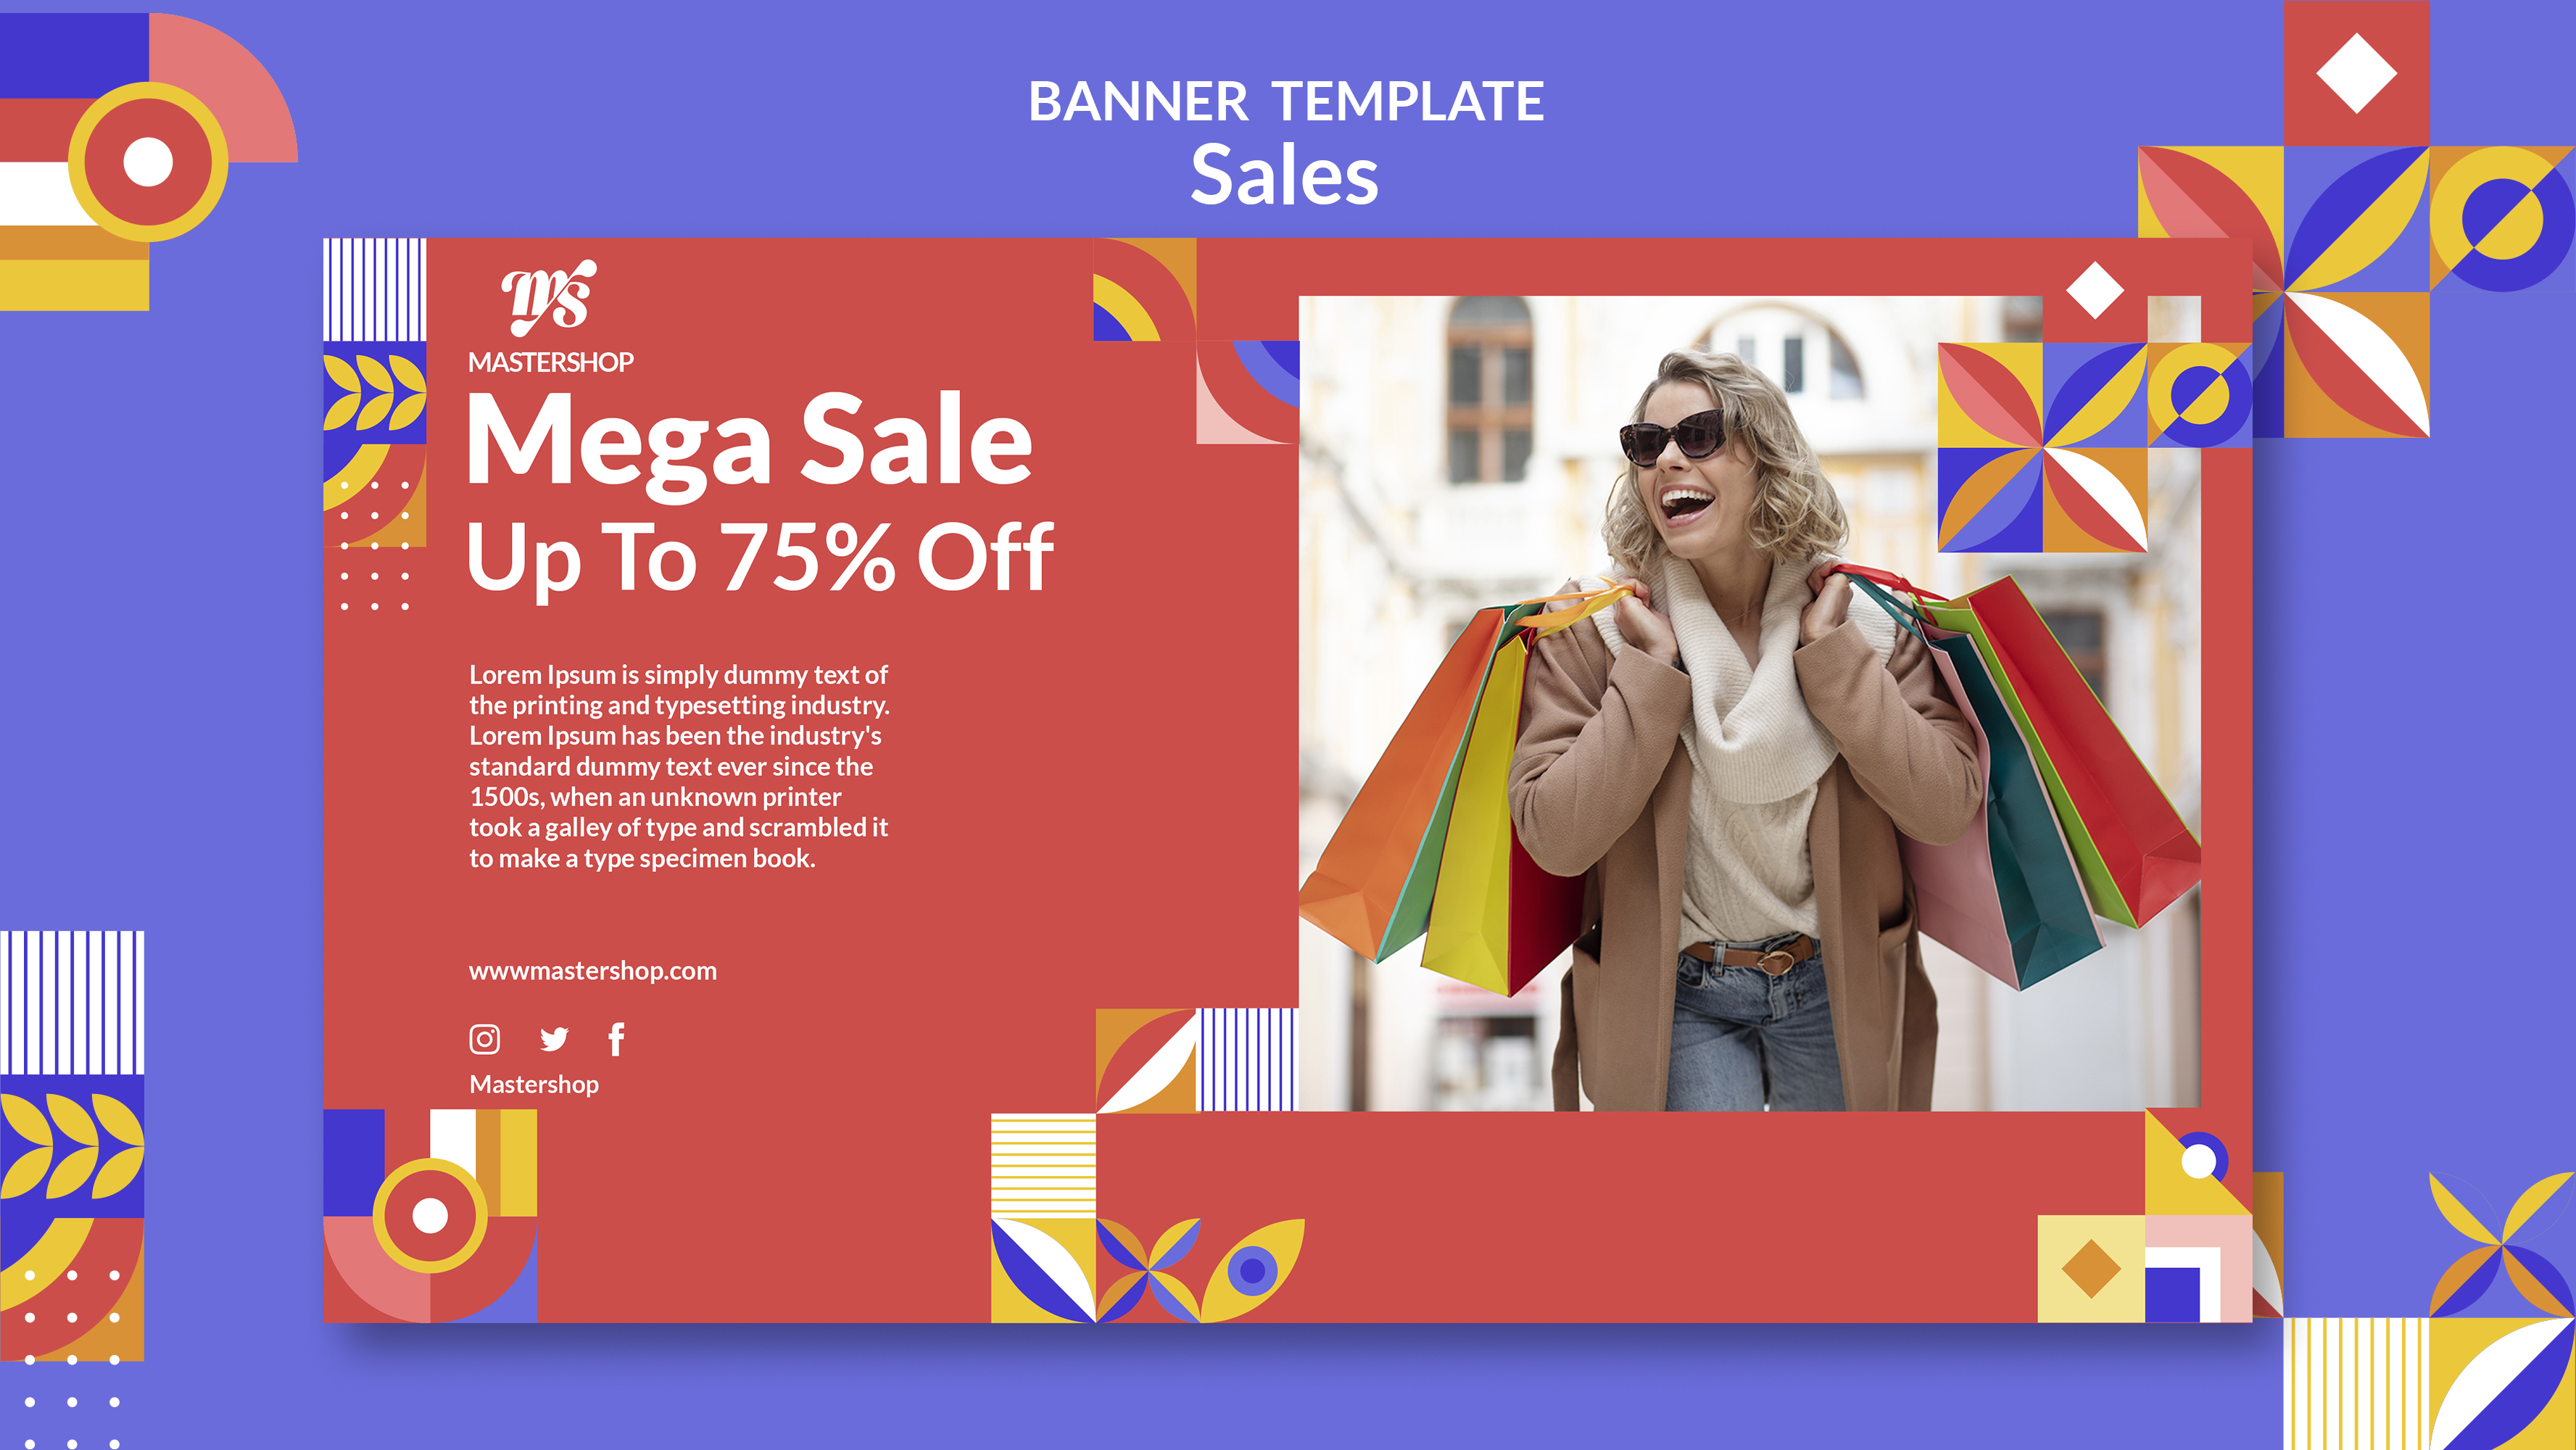 BANNER TEMPLATE
Sales
ms
MASTERSHOP
Mega Sale
Up To 75% Off
Lorem Ipsum is simply dummy text of
the printing and typesetting industry.
Lorem Ipsum has been the industry's
standard dummy text ever since the
1500s, when an unknown printer
took a galley of type and scrambled it
to make a type specimen book.
wwwmastershop.com
Mastershop